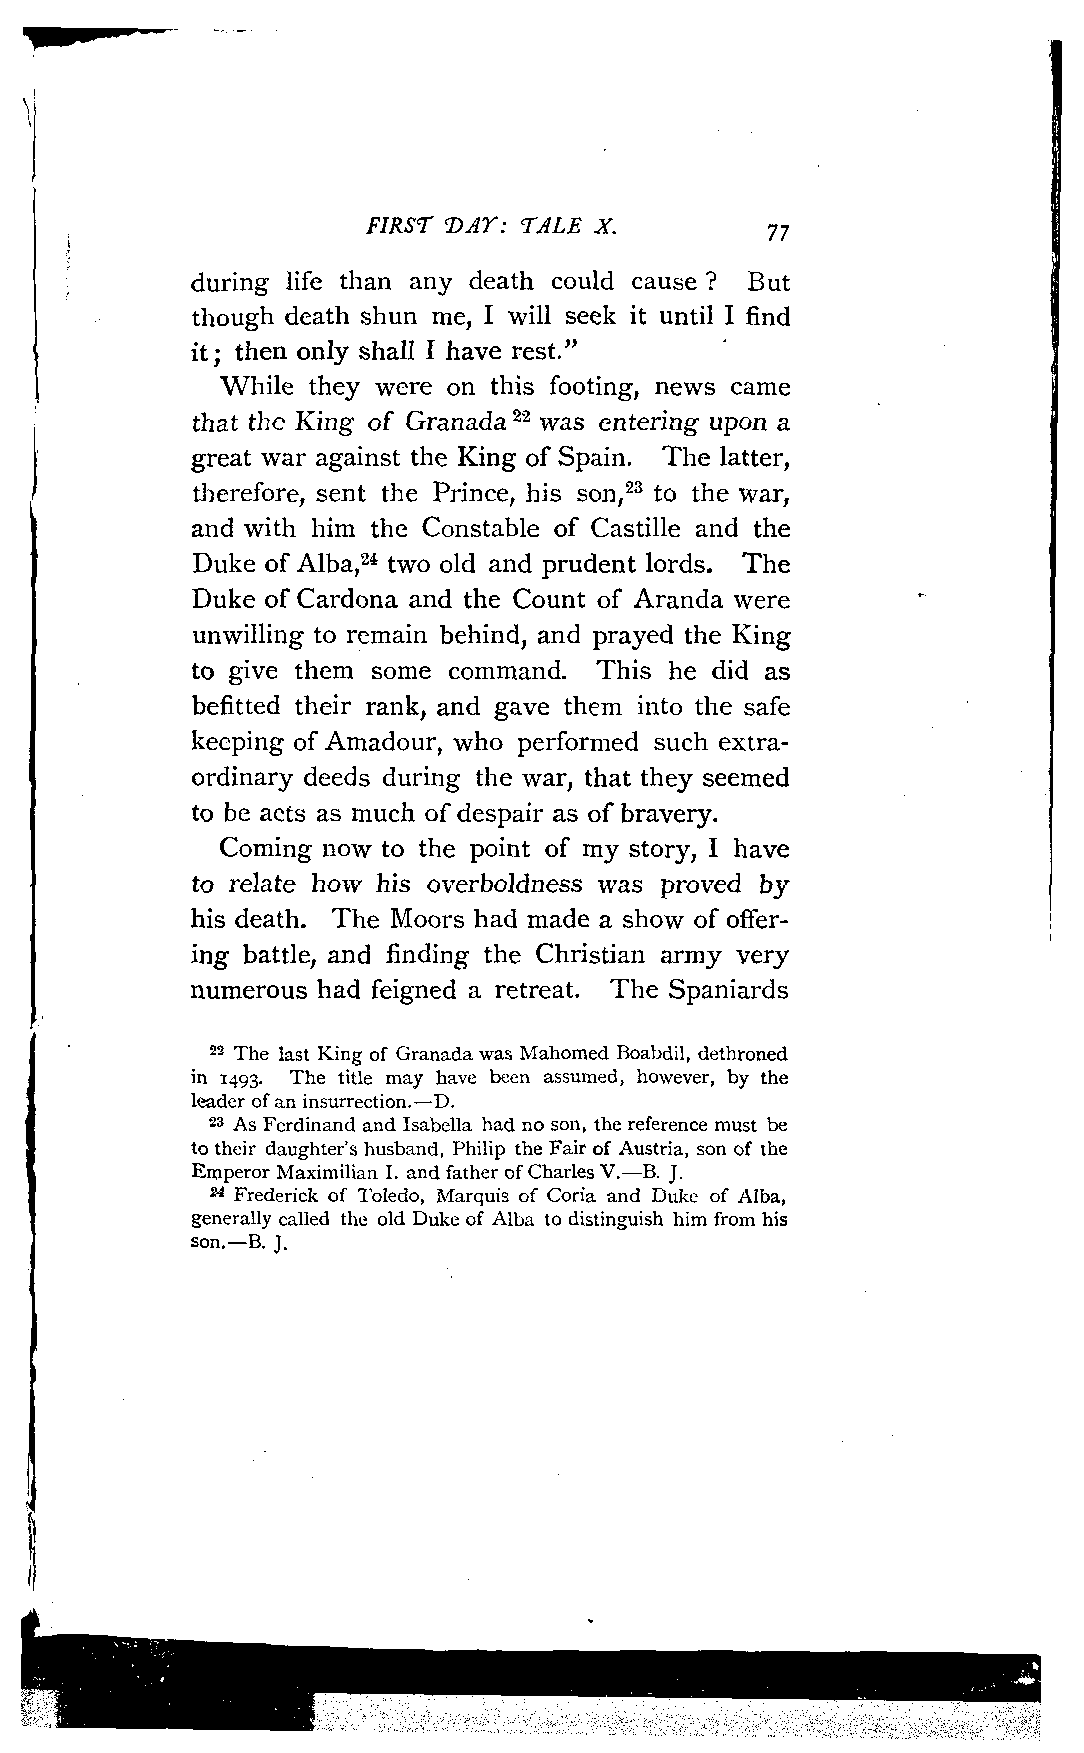 FIRST DAY: TALE X.
77
during life than any death could cause ? But
though death shun me, I will seek it until I find
it; then only shall I have rest.”
While they were on this footing, news came
that the King of Granada 22 was entering upon a
great war against the King of Spain. The latter,
therefore, sent the Prince, his son,23 to the war,
and with him the Constable of Castille and the
Duke of Alba,24 two old and prudent lords. The
Duke of Cardona and the Count of Aranda were
unwilling to remain behind, and prayed the King
to give them some command. This he did as
befitted their rank, and gave them into the safe
keeping of Amadour, who performed such extra-
ordinary deeds during the war, that they seemed
to be acts as much of despair as of bravery.
Coming now to the point of my story, I have
to relate how his overboldness was proved by
his death. The Moors had made a show of offer-
ing battle, and finding the Christian army very
numerous had feigned a retreat. The Spaniards
22 The last King of Granada was Mahomed Boabdil, dethroned
in 1493. The title may have been assumed, however, by the
leader of an insurrection.—D.
23 As Ferdinand and Isabella had no son, the reference must be
to their daughter's husband, Philip the Fair of Austria, son of the
Emperor Maximilian I. and father of Charles V.—B. J.
24 Frederick of Toledo, Marquis of Coria and Duke of Alba,
generally called the old Duke of Alba to distinguish him from his
son.—B. J.